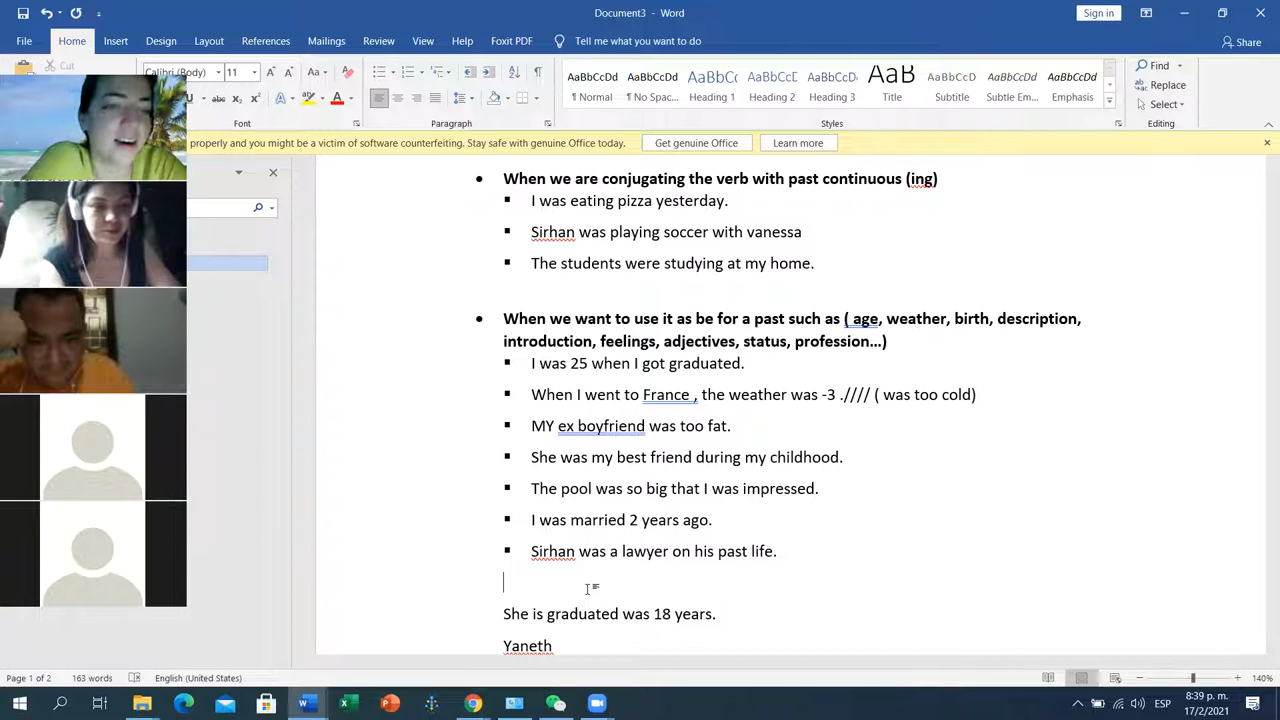 Document3 - Word
Sign in
File Home Insert Design Layout References Mailings Review View Help Foxit PDF Tell me what you want to do
Share
Cut
Calibri (Body) 11
AaBbCcDd AaBbCcDd AaBbCc AaBbCcD AaBbCcDd AaB AaBbCcD AaBbCcDd AaBbCcDd
¶ Normal ¶ No Spac... Heading 1 Heading 2 Heading 3 Title Subtitle Subtle Em... Emphasis
Find
Replace
Select
Font Paragraph Styles Editing
properly and you might be a victim of software counterfeiting. Stay safe with genuine Office today. Get genuine Office Learn more
When we are conjugating the verb with past continuous (ing)
I was eating pizza yesterday.
Sirhan was playing soccer with vanessa
The students were studying at my home.
When we want to use it as be for a past such as ( age, weather, birth, description,
introduction, feelings, adjectives, status, profession...)
I was 25 when I got graduated.
When I went to France , the weather was -3 .//// ( was too cold)
MY ex boyfriend was too fat.
She was my best friend during my childhood.
The pool was so big that I was impressed.
I was married 2 years ago.
Sirhan was a lawyer on his past life.
She is graduated was 18 years.
Yaneth
Page 1 of 2 163 words English (United States) 140%
ESP 8:39 p. m.
17/2/2021